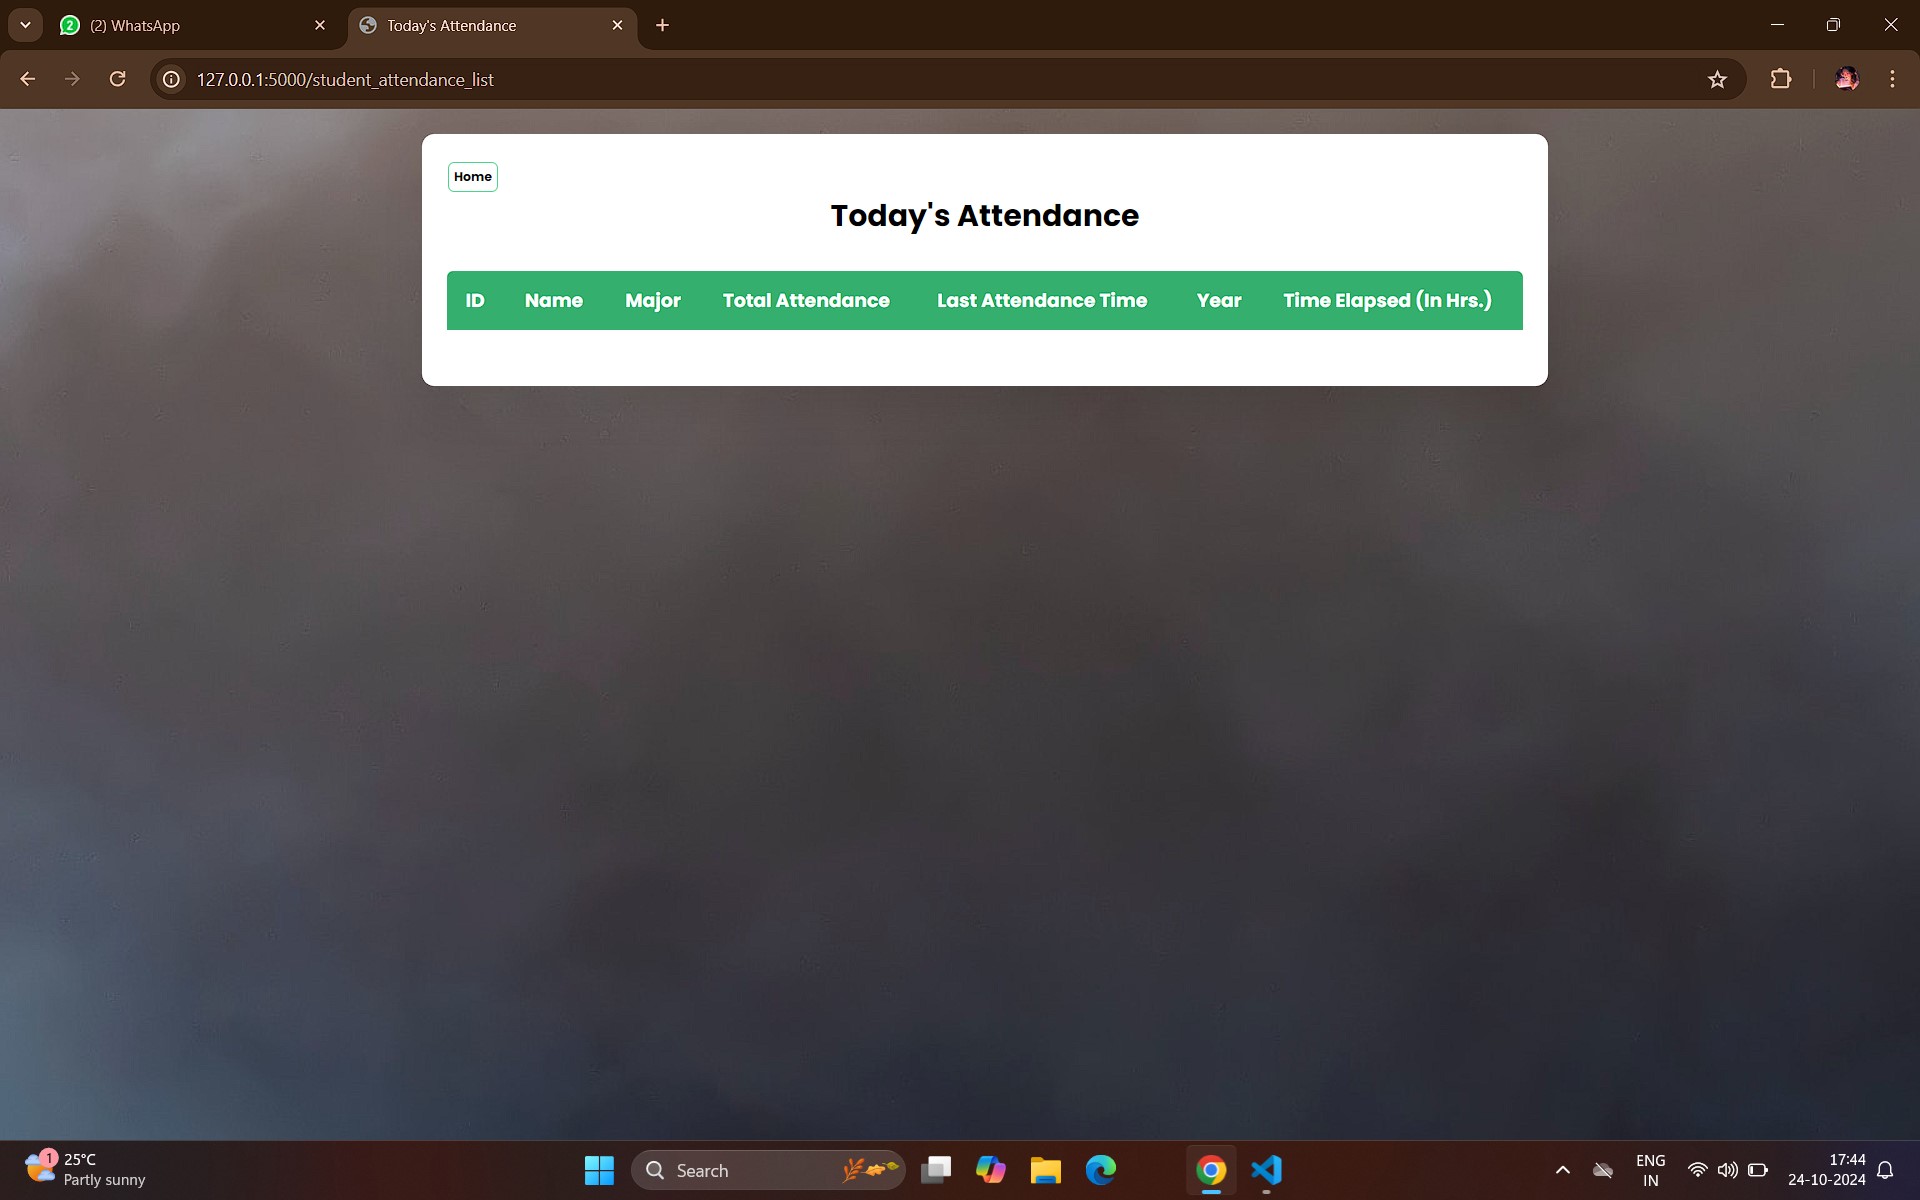 2 (2) WhatsApp
Today's Attendance
127.0.0.1:5000/student_attendance_list
Home
Today's Attendance
ID Name Major Total Attendance Last Attendance Time Year Time Elapsed (In Hrs.)
1 25°C
Partly sunny
Search
ENG
IN
17:44
24-10-2024